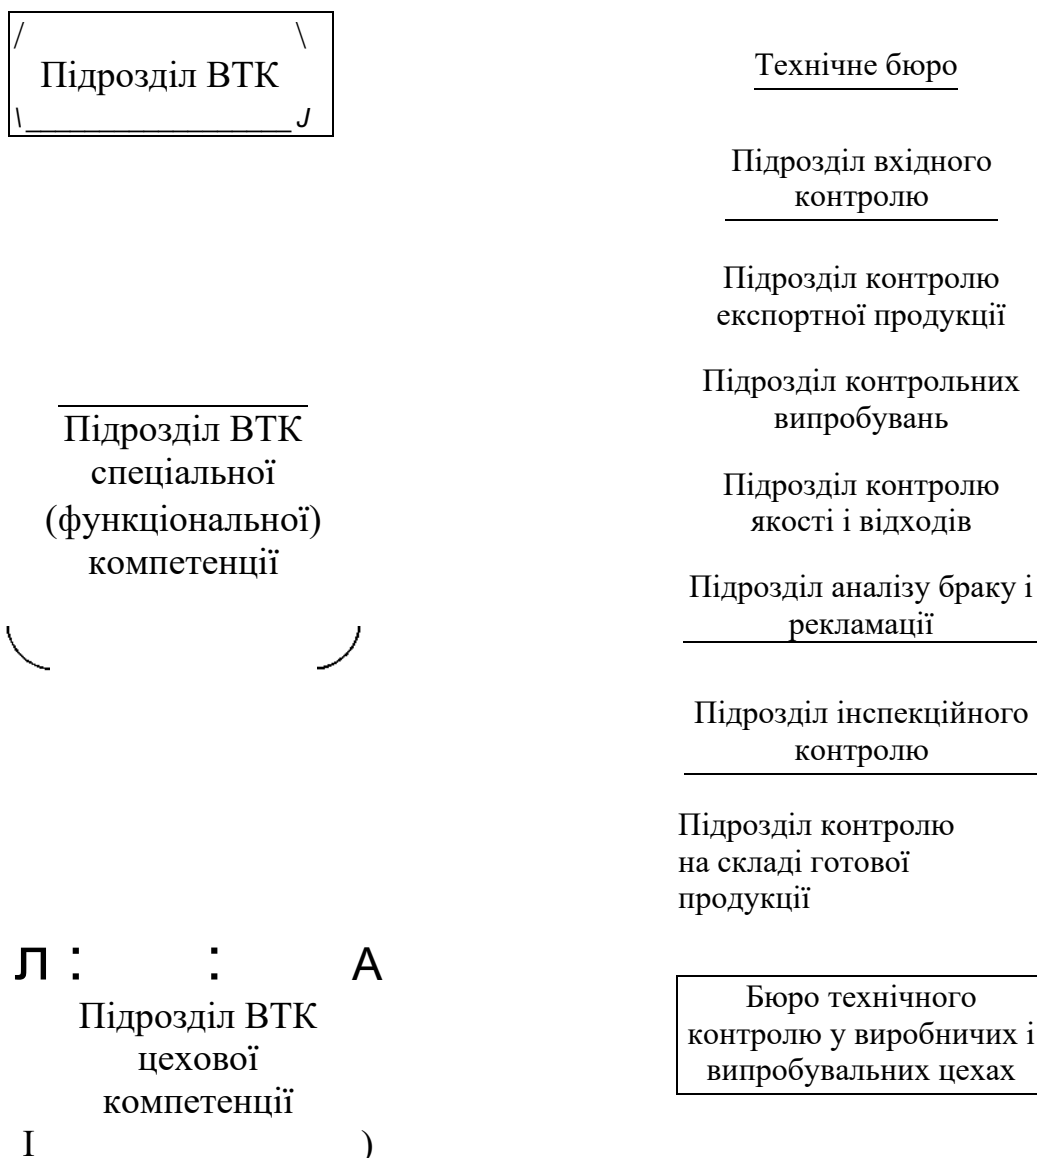 / \
Підрозділ ВТК
\ J
Технічне бюро
Підрозділ вхідного
контролю
Підрозділ контролю
експортної продукції
Підрозділ ВТК
спеціальної
(функціональної)
компетенції
Підрозділ контрольних
випробувань
Підрозділ контролю
якості і відходів
Підрозділ аналізу браку і
рекламації
Підрозділ інспекційного
контролю
Підрозділ контролю
на складі готової
продукції
л : : А
Підрозділ ВТК
цехової
компетенції
І )
Бюро технічного
контролю у виробничих і
випробувальних цехах